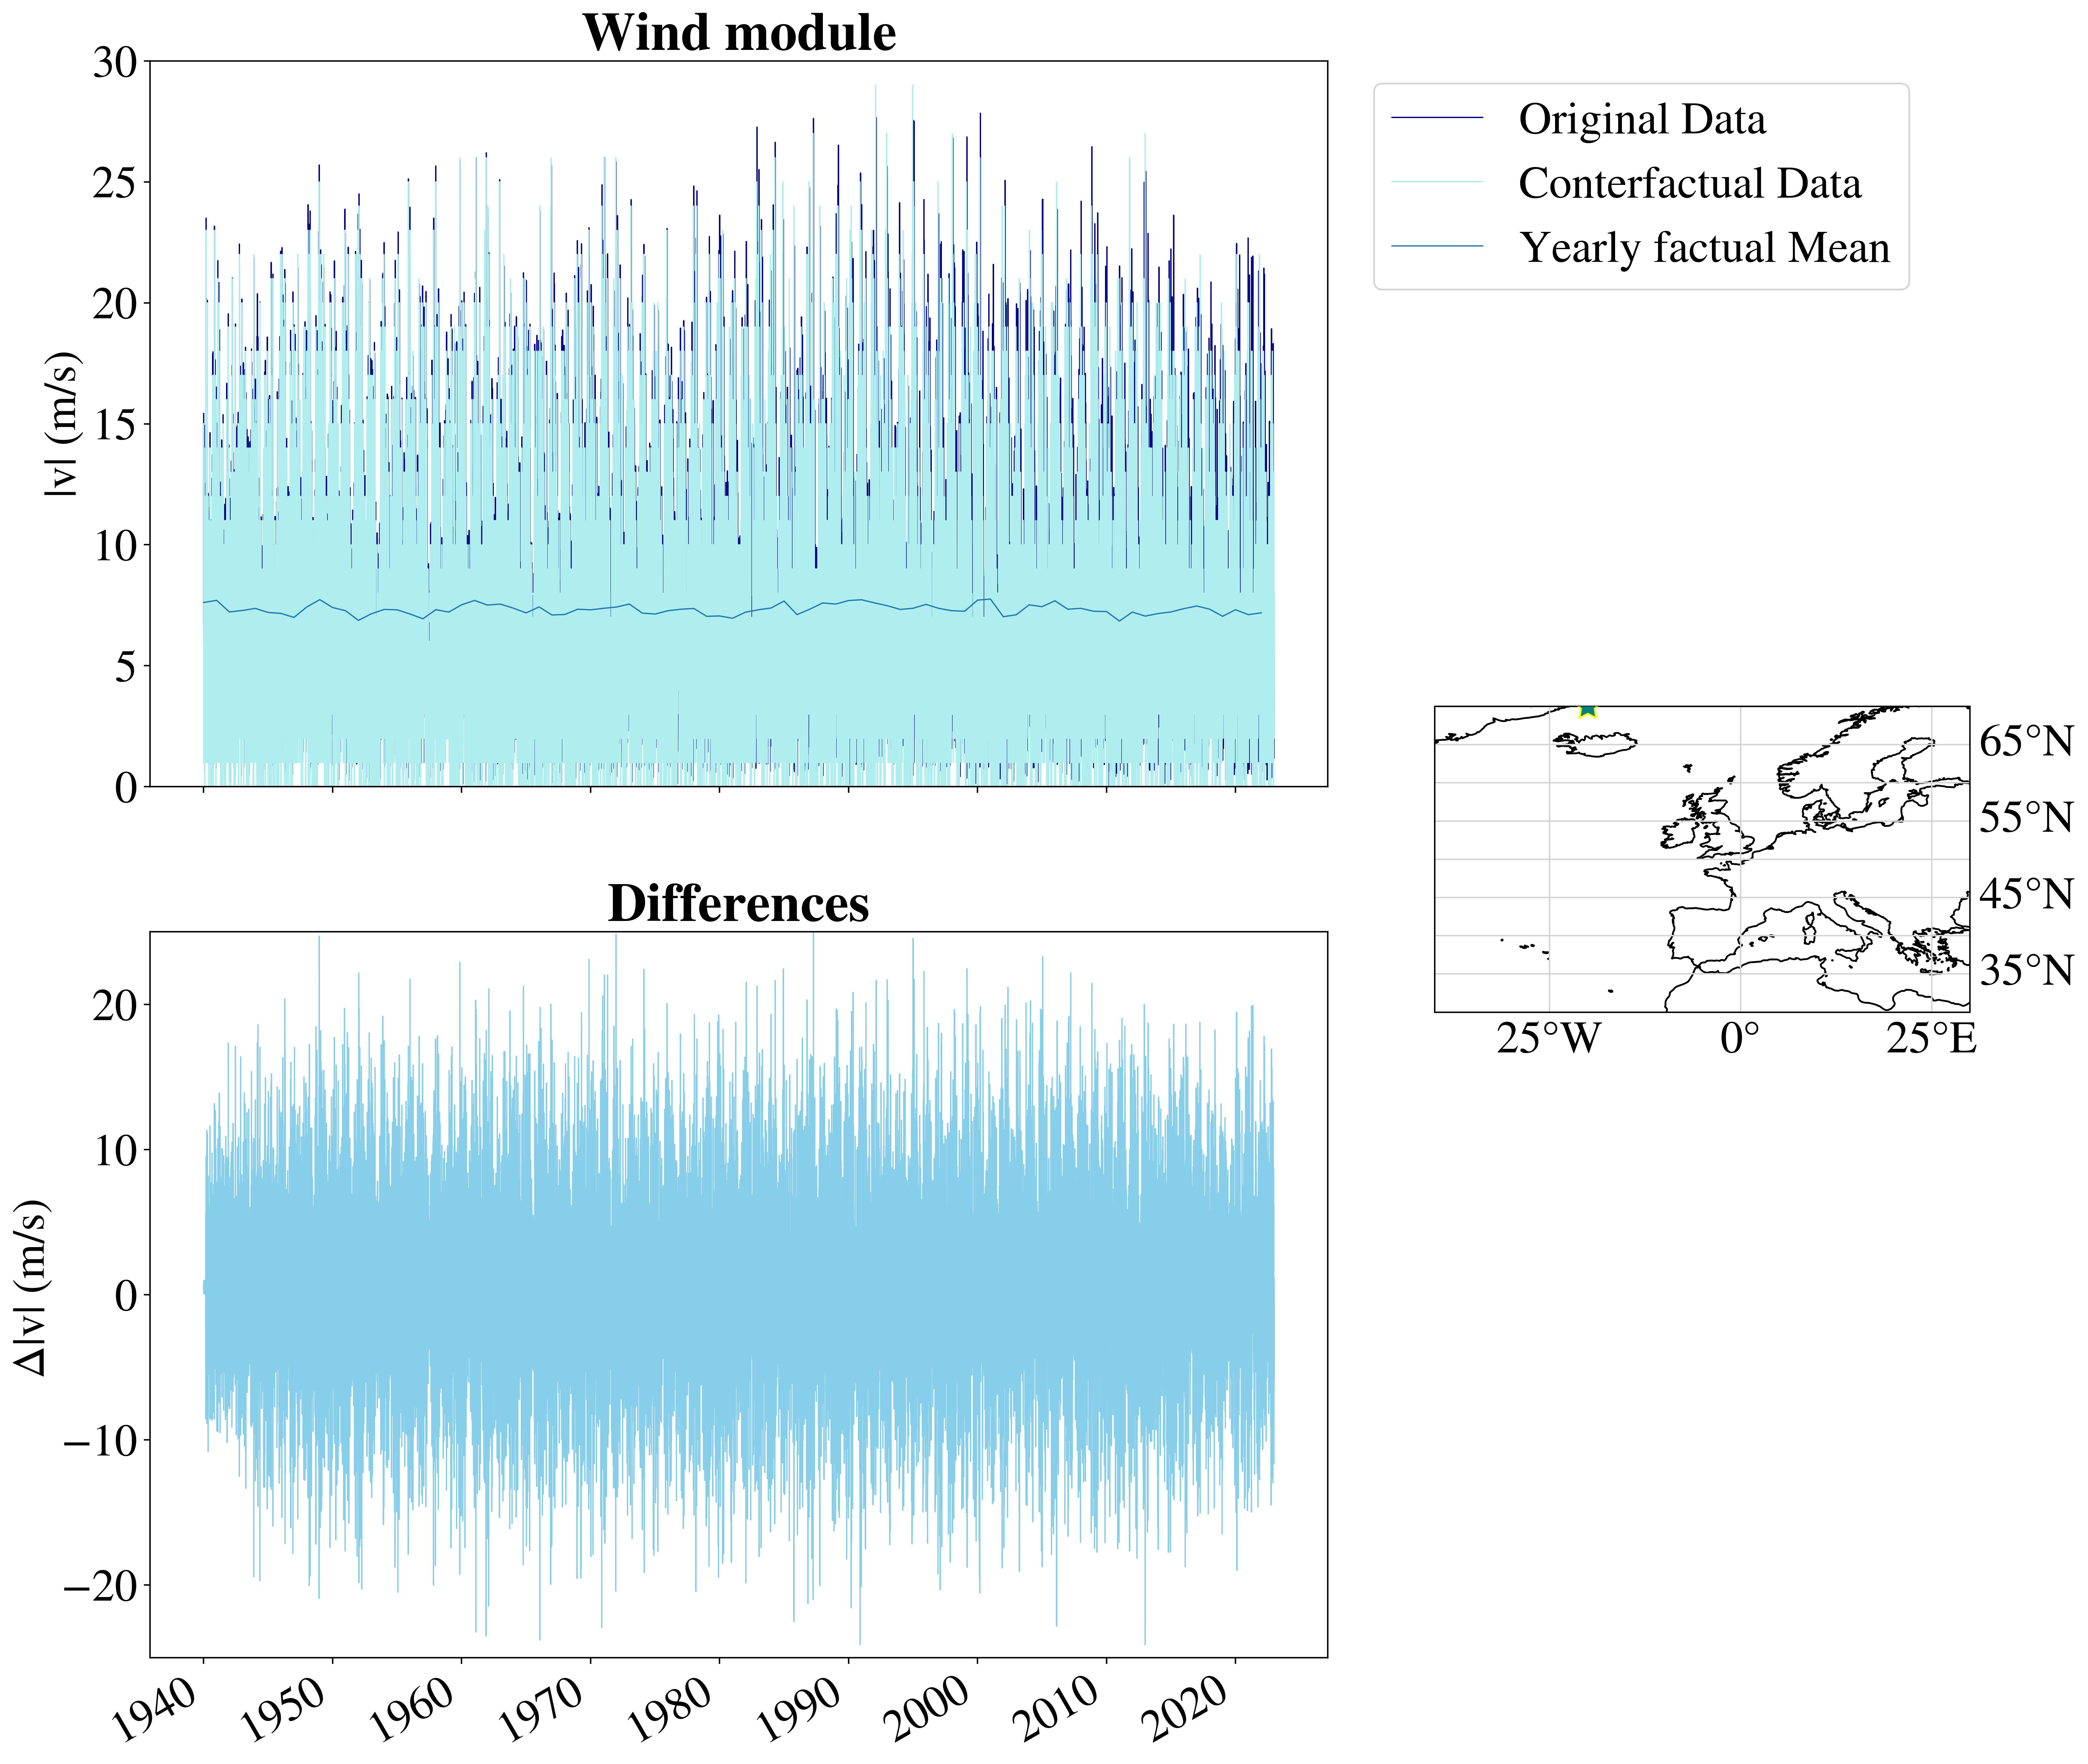 Wind module
30
25
20
15
10
5
0
|v| (m/s)
Original Data
Conterfactual Data
Yearly factual Mean
65°N
55°N
45°N
35°N
25°W 0° 25°E
Differences
20
10
0
−10
−20
Δ|v| (m/s)
1940 1950 1960 1970 1980 1990 2000 2010 2020